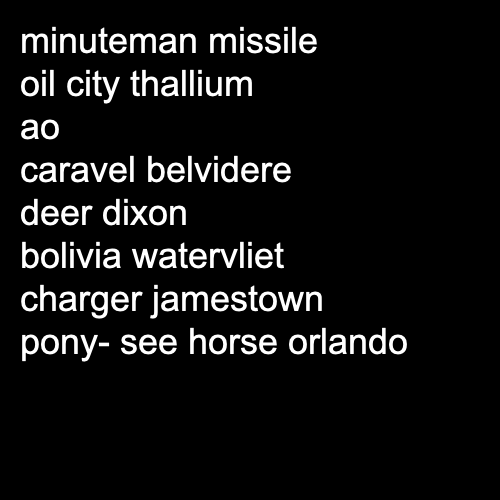 minuteman missile
oil city thallium
ao
caravel belvidere
deer dixon
bolivia watervliet
charger jamestown
pony- see horse orlando